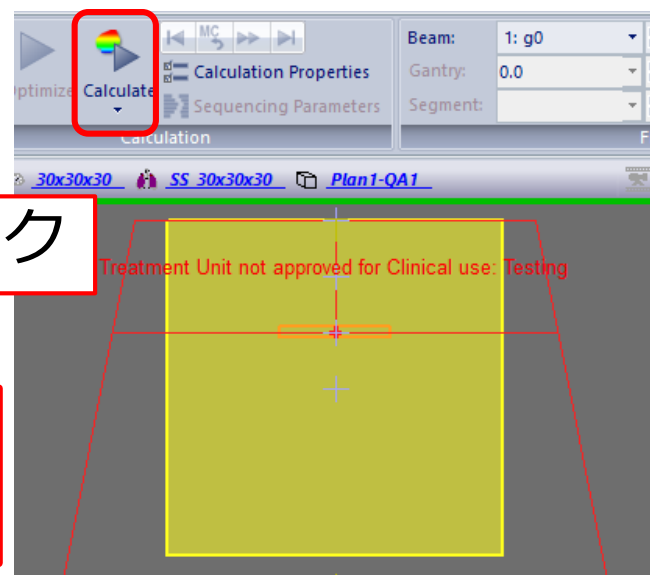 Optimize
Calculate
MC
Calculation Properties
Sequencing Parameters
Calculation
Beam: 1: g0
Gantry: 0.0
Segment:
F
30x30x30 SS 30x30x30 Plan1-QA1
ク
Treatment Unit not approved for Clinical use: Testing